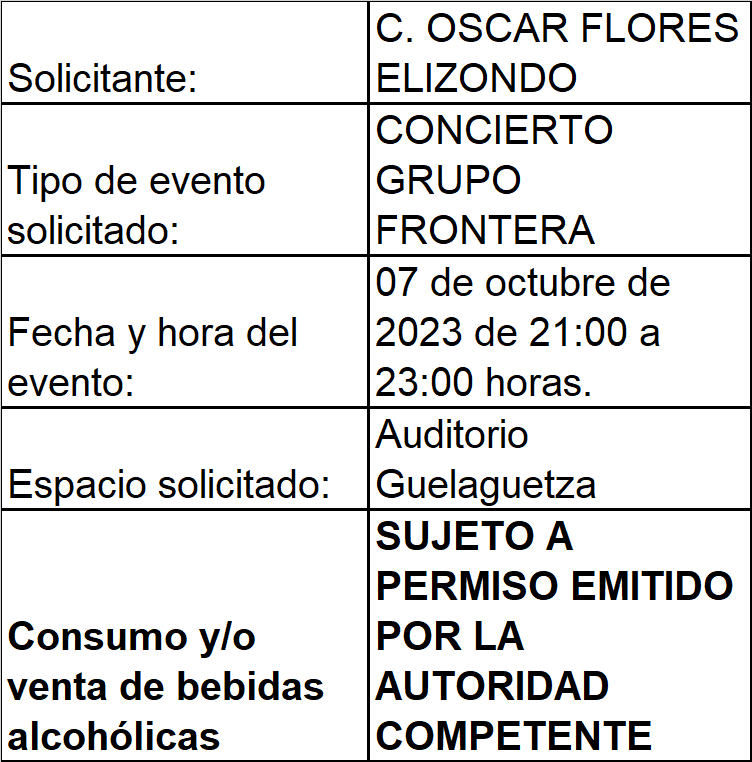 Solicitante:
C. OSCAR FLORES
ELIZONDO
Tipo de evento
solicitado:
CONCIERTO
GRUPO
FRONTERA
Fecha y hora del
evento:
07 de octubre de
2023 de 21:00 a
23:00 horas.
Espacio solicitado:
Auditorio
Guelaguetza
Consumo y/o
venta de bebidas
alcohólicas
SUJETO A
PERMISO EMITIDO
POR LA
AUTORIDAD
COMPETENTE